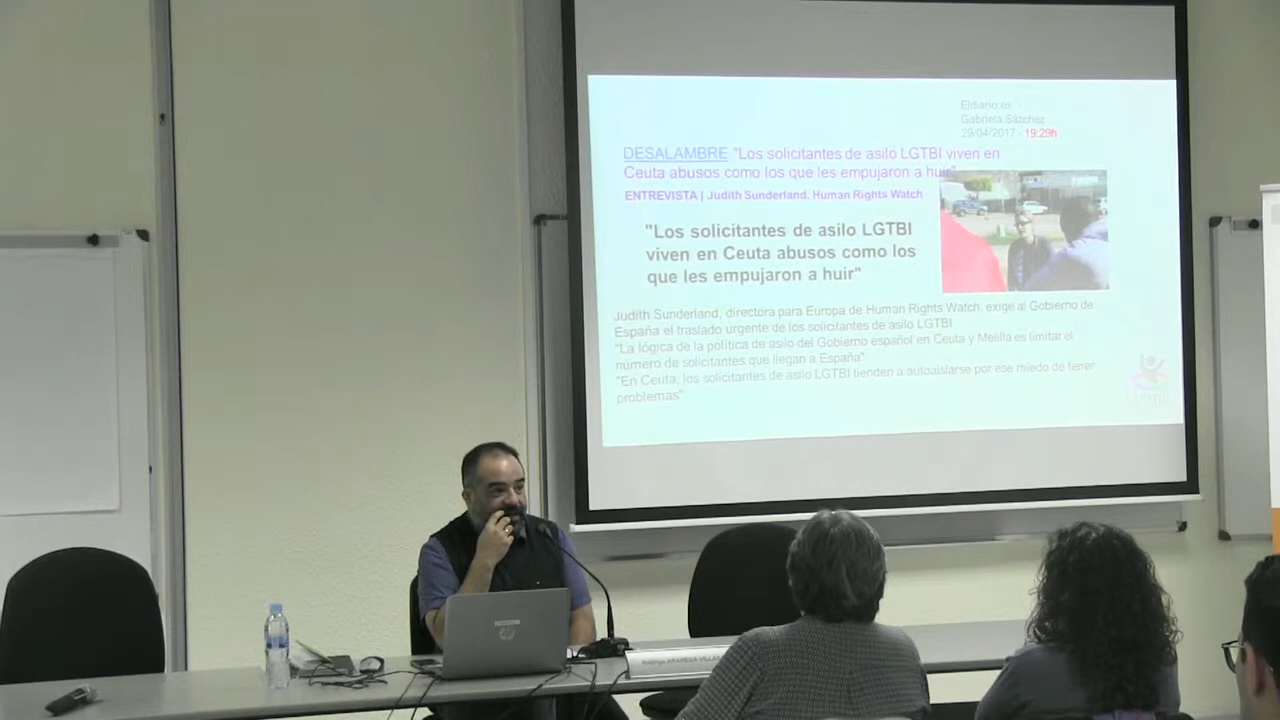 Eldiario.es
Gabriela Sánchez
29/04/2017 - 19:29h
DESALAMBRE "Los solicitantes de asilo LGTBI viven en
Ceuta abusos como los que les empujaron a huir"
ENTREVISTA | Judith Sunderland, Human Rights Watch
"Los solicitantes de asilo LGTBI
viven en Ceuta abusos como los
que les empujaron a huir"
Judith Sunderland, directora para Europa de Human Rights Watch, exige al Gobierno de
España el traslado urgente de los solicitantes de asilo LGTBI
"La lógica de la política de asilo del Gobierno español en Ceuta y Melilla es limitar el
número de solicitantes que llegan a España"
"En Ceuta, los solicitantes de asilo LGTBI tienden a autoaislarse por ese miedo de tener
problemas"